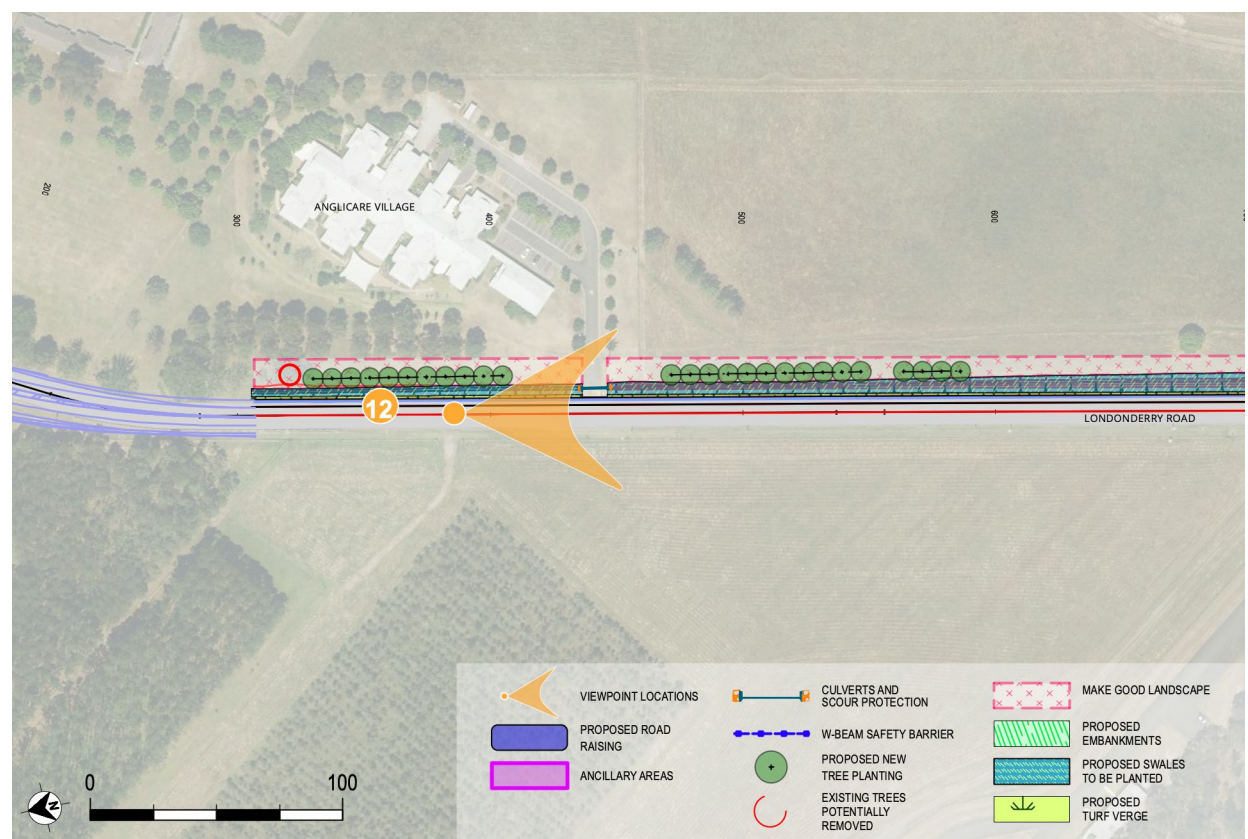 200
300
400
500
600
ANGLICARE VILLAGE
12
LONDONDERRY ROAD
VIEWPOINT LOCATIONS
PROPOSED ROAD
RAISING
ANCILLARY AREAS
CULVERTS AND
SCOUR PROTECTION
W-BEAM SAFETY BARRIER
PROPOSED NEW
TREE PLANTING
EXISTING TREES
POTENTIALLY
REMOVED
MAKE GOOD LANDSCAPE
PROPOSED
EMBANKMENTS
PROPOSED SWALES
TO BE PLANTED
PROPOSED
TURF VERGE
0
100
N